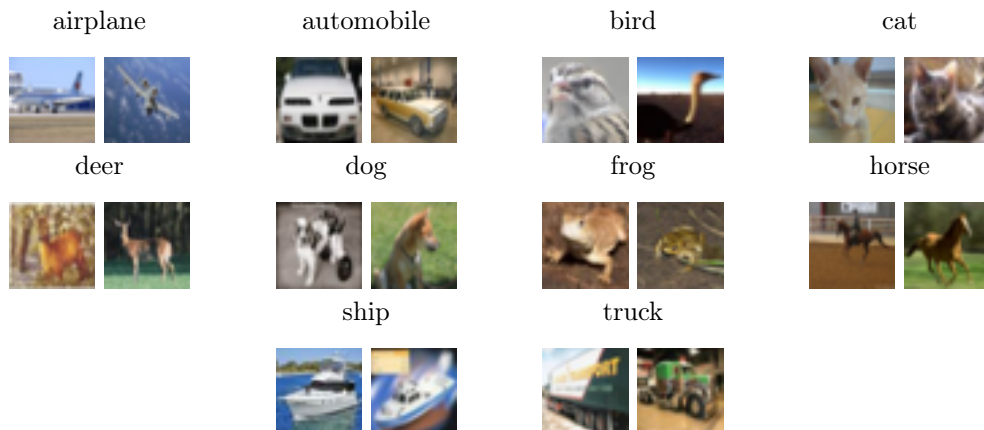 airplane
automobile
bird
cat
deer
dog
frog
horse
ship
truck